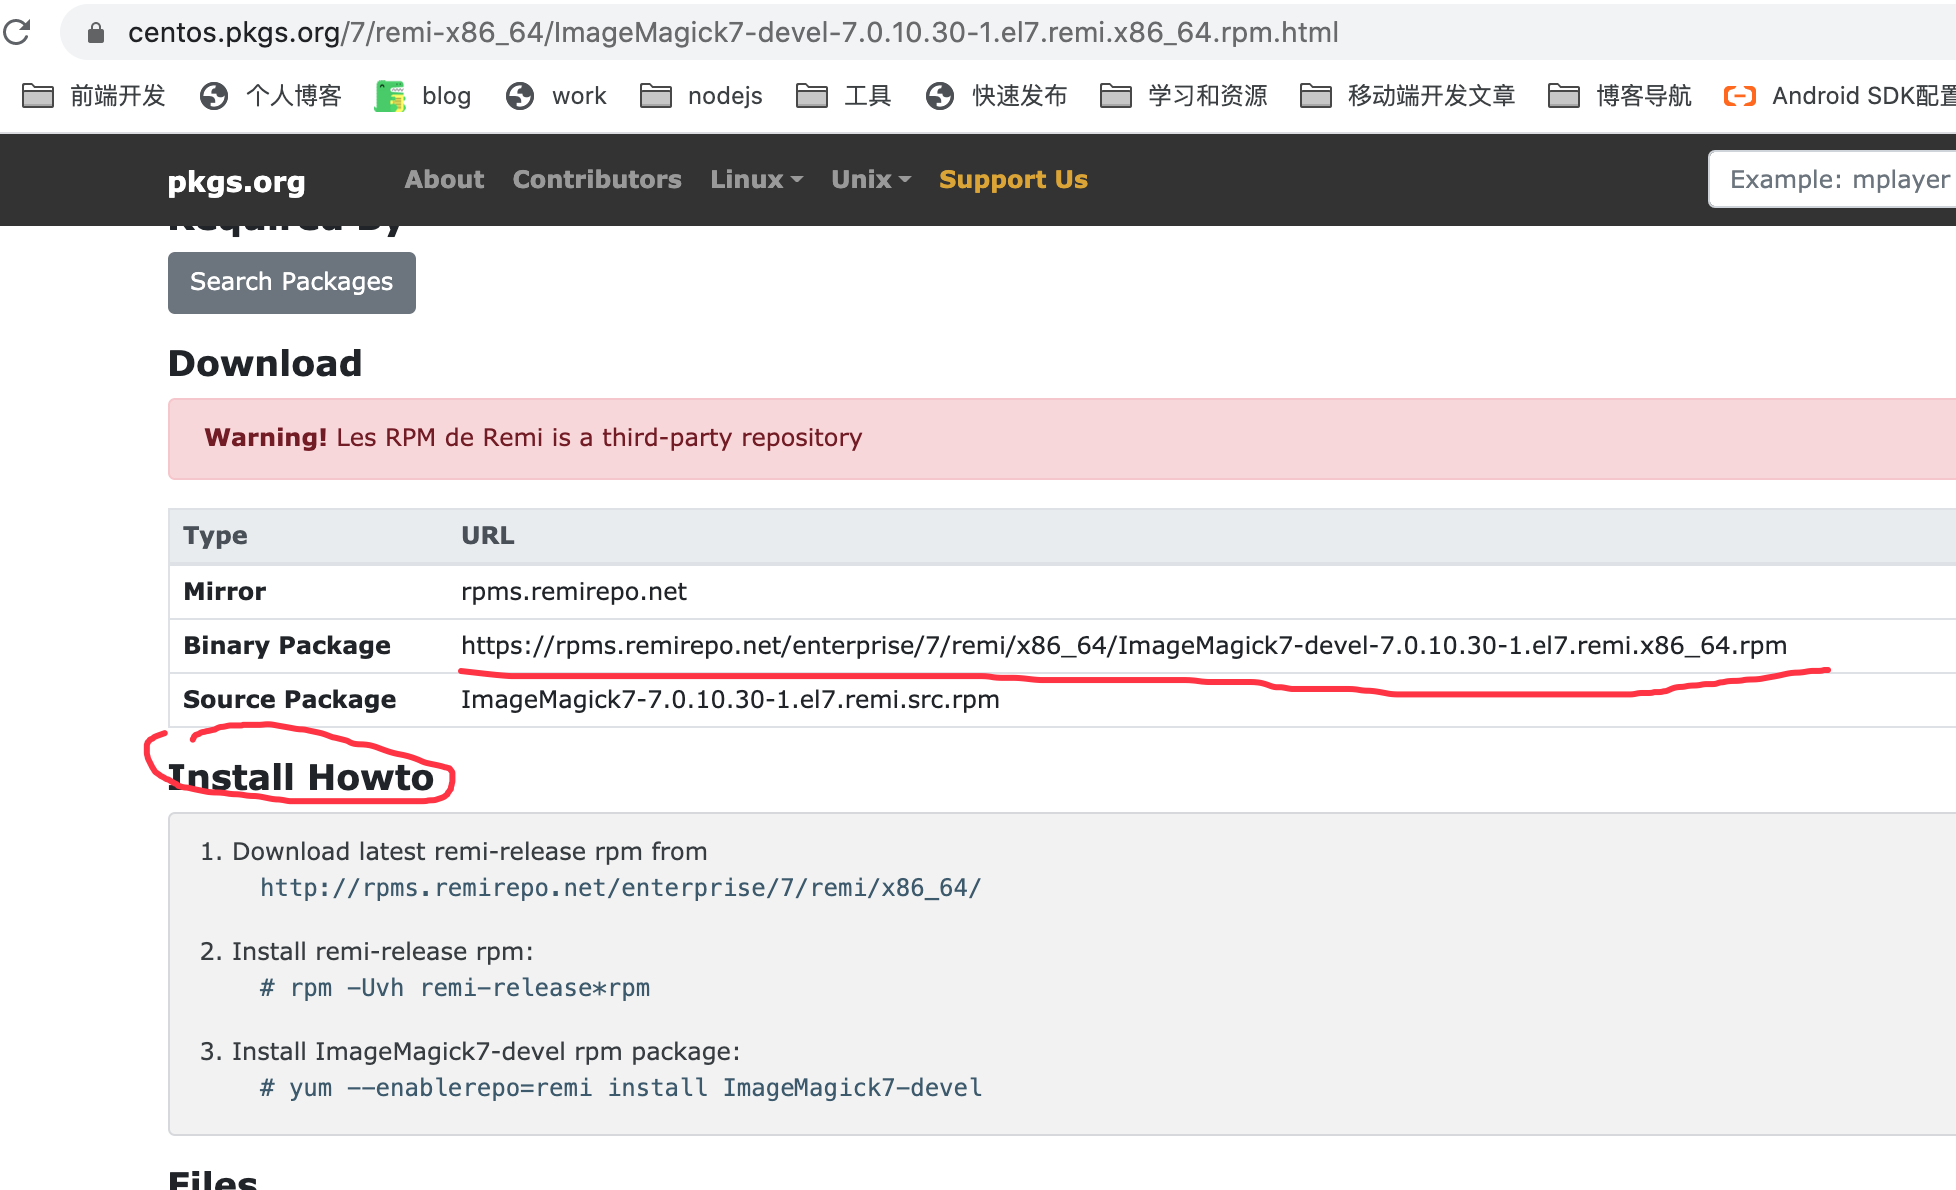 centos.pkgs.org/7/remi-x86_64/ImageMagick7-devel-7.0.10.30-1.el7.remi.x86_64.rpm.html
前端开发 个人博客 blog work nodejs 工具 快速发布 学习和资源 移动端开发文章 博客导航 Android SDK配置
pkgs.org About Contributors Linux Unix Support Us Example: mplayer
Required By
Search Packages
Download
Warning! Les RPM de Remi is a third-party repository
Type URL
Mirror rpms.remirepo.net
Binary Package https://rpms.remirepo.net/enterprise/7/remi/x86_64/ImageMagick7-devel-7.0.10.30-1.el7.remi.x86_64.rpm
Source Package ImageMagick7-7.0.10.30-1.el7.remi.src.rpm
Install Howto
1. Download latest remi-release rpm from
http://rpms.remirepo.net/enterprise/7/remi/x86_64/
2. Install remi-release rpm:
# rpm -Uvh remi-release*rpm
3. Install ImageMagick7-devel rpm package:
# yum --enablerepo=remi install ImageMagick7-devel
Files